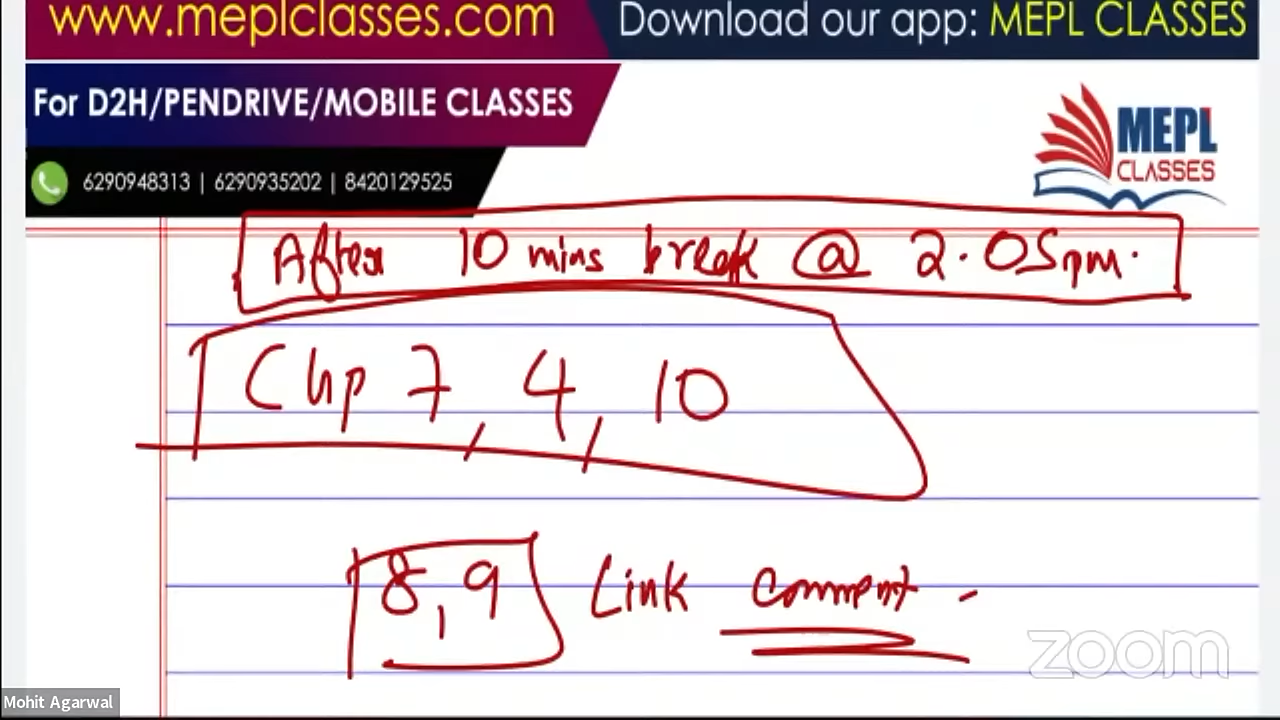 www.meplclasses.com
Download our app: MEPL CLASSES
For D2H/PENDRIVE/MOBILE CLASSES
MEPL
CLASSES
6290948313 | 6290935202 | 8420129525
After 10 mins break @ 2.05pm.
Chp 7, 4, 10
8, 9 Link Comment -
zoom
Mohit Agarwal